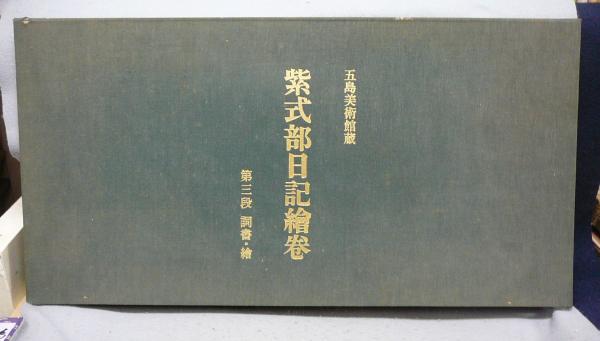 五島美術館蔵
紫式部日記繪卷
第三段 詞書・繪